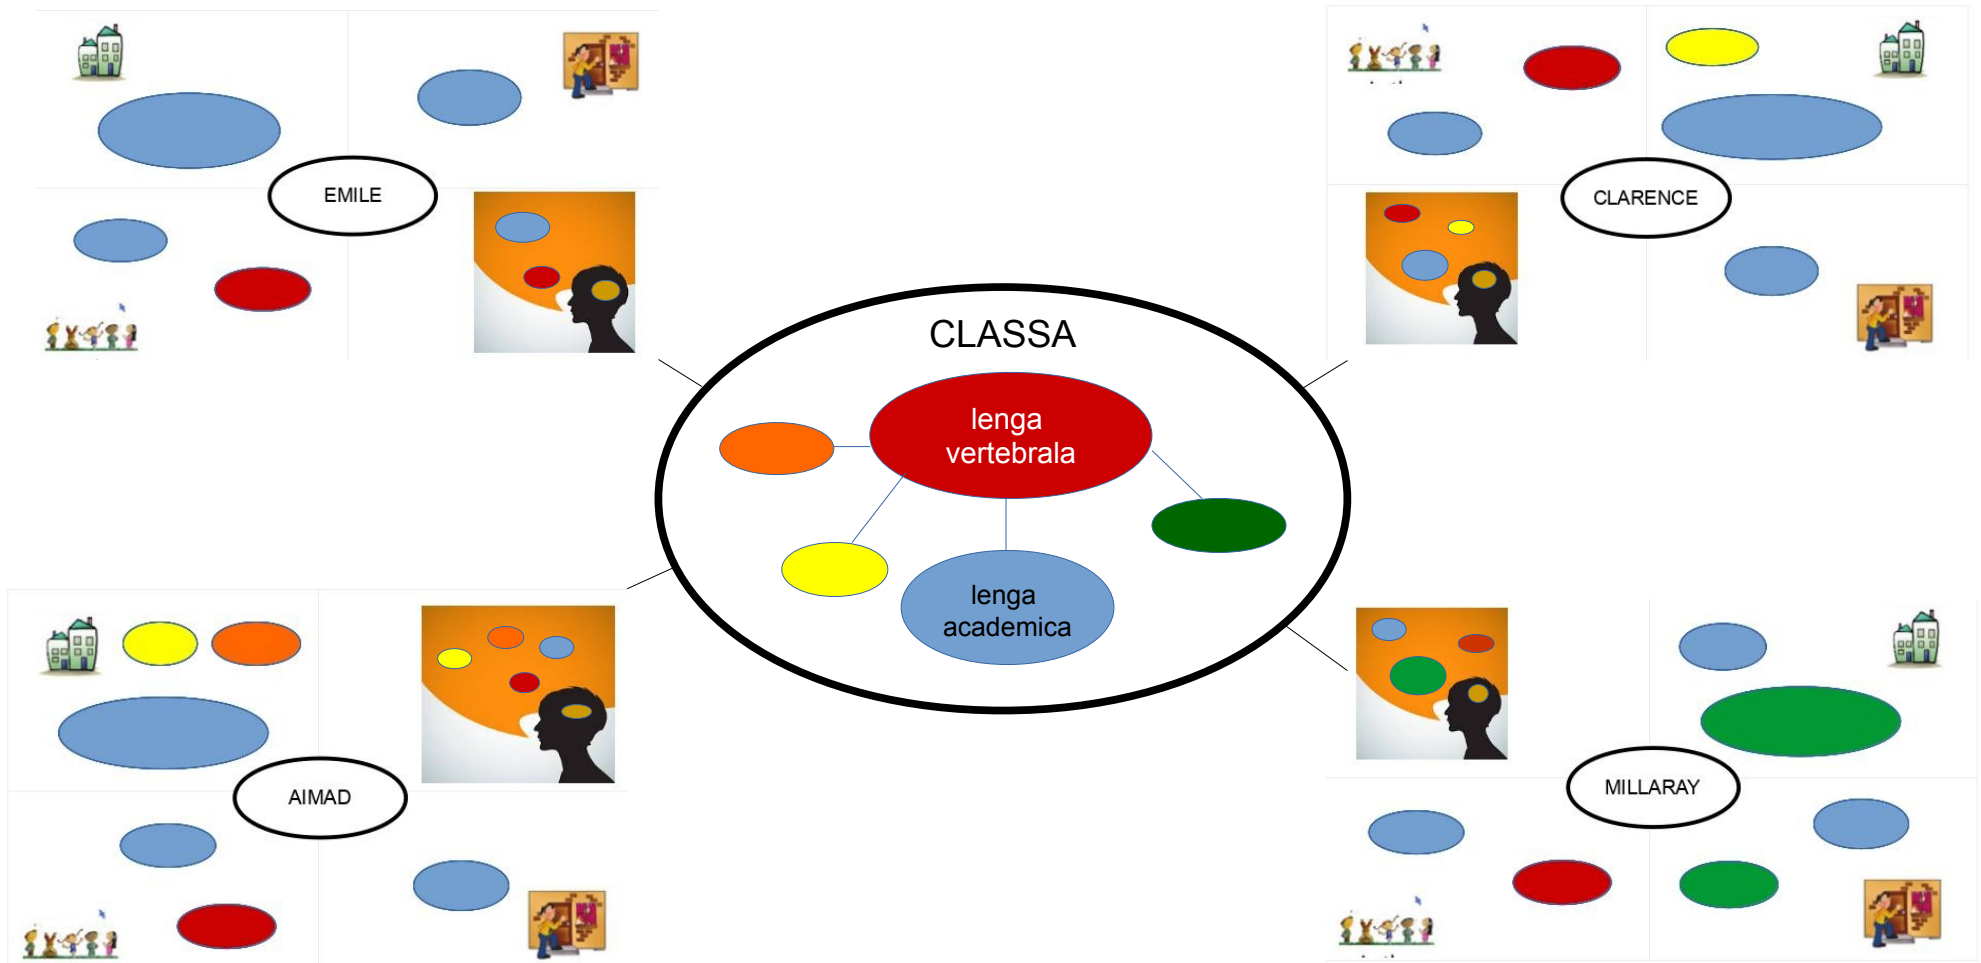 EMILE
CLARENCE
CLASSA
lenga
vertebrala
lenga
academica
AIMAD
MILLARAY